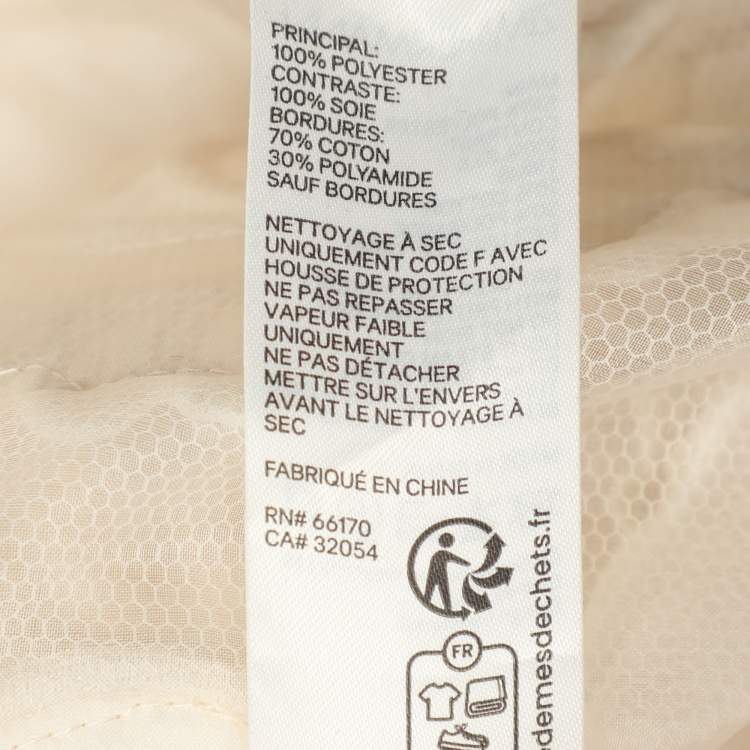 PRINCIPAL:
100% POLYESTER
CONTRASTE:
100% SOIE
BORDURES:
70% COTON
30% POLYAMIDE
SAUF BORDURES
NETTOYAGE À SEC
UNIQUEMENT CODE F AVEC
HOUSSE DE PROTECTION
NE PAS REPASSER
VAPEUR FAIBLE
UNIQUEMENT
NE PAS DÉTACHER
METTRE SUR L'ENVERS
AVANT LE NETTOYAGE À
SEC
FABRIQUÉ EN CHINE
RN# 66170
CA# 32054
FR
demesdechets.fr